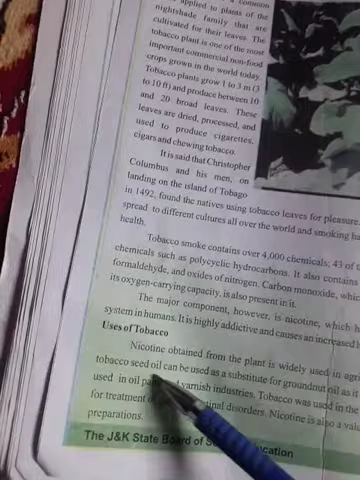 applied to plants of the
nightshade family that are
cultivated for their leaves. The
tobacco plant is one of the most
important commercial non-food
crops grown in the world today.
Tobacco plants grow 1 to 3 m (3
to 10 ft) and produce between 10
and 20 broad leaves. These
leaves are dried, processed, and
used to produce cigarettes,
cigars and chewing tobacco.
It is said that Christopher
Columbus and his men, on
landing on the island of Tobago
in 1492, found the natives using tobacco leaves for pleasure.
spread to different cultures all over the world and smoking
health.
Tobacco smoke contains over 4,000 chemicals; 43 of
chemicals such as polycyclic hydrocarbons. It also contains
formaldehyde, and oxides of nitrogen. Carbon monoxide,
its oxygen-carrying capacity, is also present in it.
The major component, however, is nicotine, which
system in humans. It is highly addictive and causes an increased
Uses of Tobacco
Nicotine obtained from the plant is widely used in
tobacco seed oil can be used as a substitute for groundnut oil as it
used in oil varnish industries. Tobacco was used in the
for treatment disorders. Nicotine is also a
preparations.
The J&K State Board of